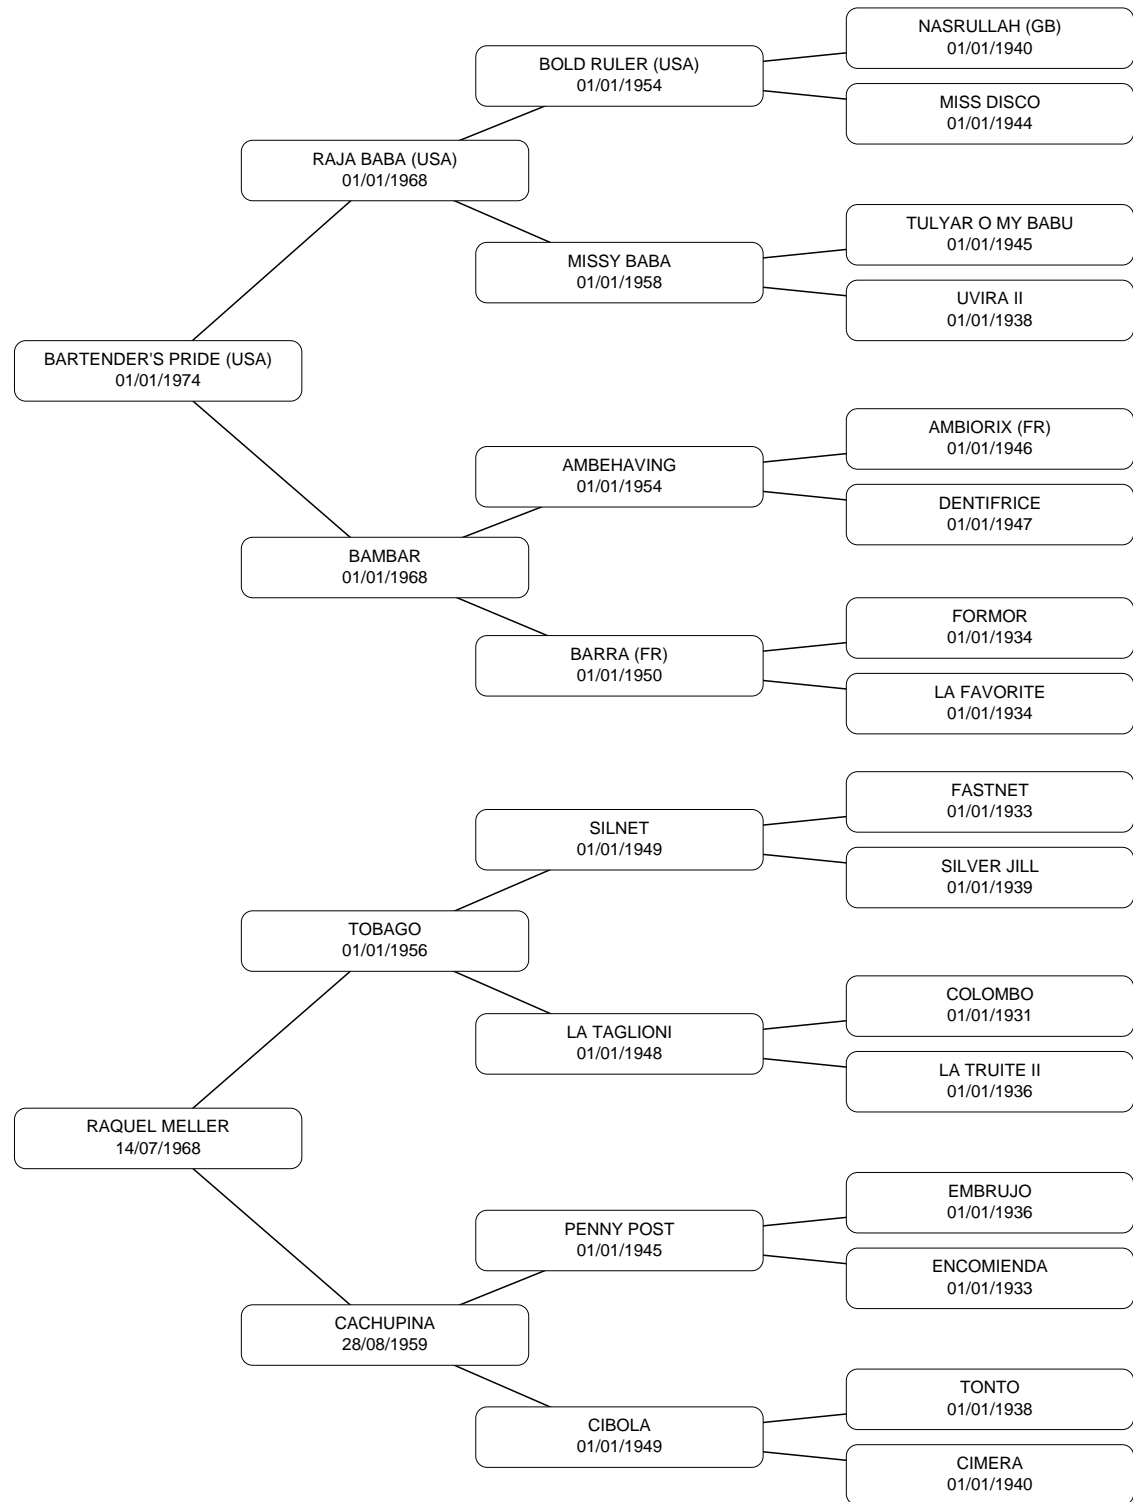 NASRULLAH (GB)
01/01/1940
BOLD RULER (USA)
01/01/1954
MISS DISCO
01/01/1944
RAJA BABA (USA)
01/01/1968
TULYAR O MY BABU
01/01/1945
MISSY BABA
01/01/1958
UVIRA II
01/01/1938
BARTENDER'S PRIDE (USA)
01/01/1974
AMBIORIX (FR)
01/01/1946
AMBEHAVING
01/01/1954
DENTIFRICE
01/01/1947
BAMBAR
01/01/1968
FORMOR
01/01/1934
BARRA (FR)
01/01/1950
LA FAVORITE
01/01/1934
FASTNET
01/01/1933
SILNET
01/01/1949
SILVER JILL
01/01/1939
TOBAGO
01/01/1956
COLOMBO
01/01/1931
LA TAGLIONI
01/01/1948
LA TRUITE II
01/01/1936
RAQUEL MELLER
14/07/1968
EMBRUJO
01/01/1936
PENNY POST
01/01/1945
ENCOMIENDA
01/01/1933
CACHUPINA
28/08/1959
TONTO
01/01/1938
CIBOLA
01/01/1949
CIMERA
01/01/1940